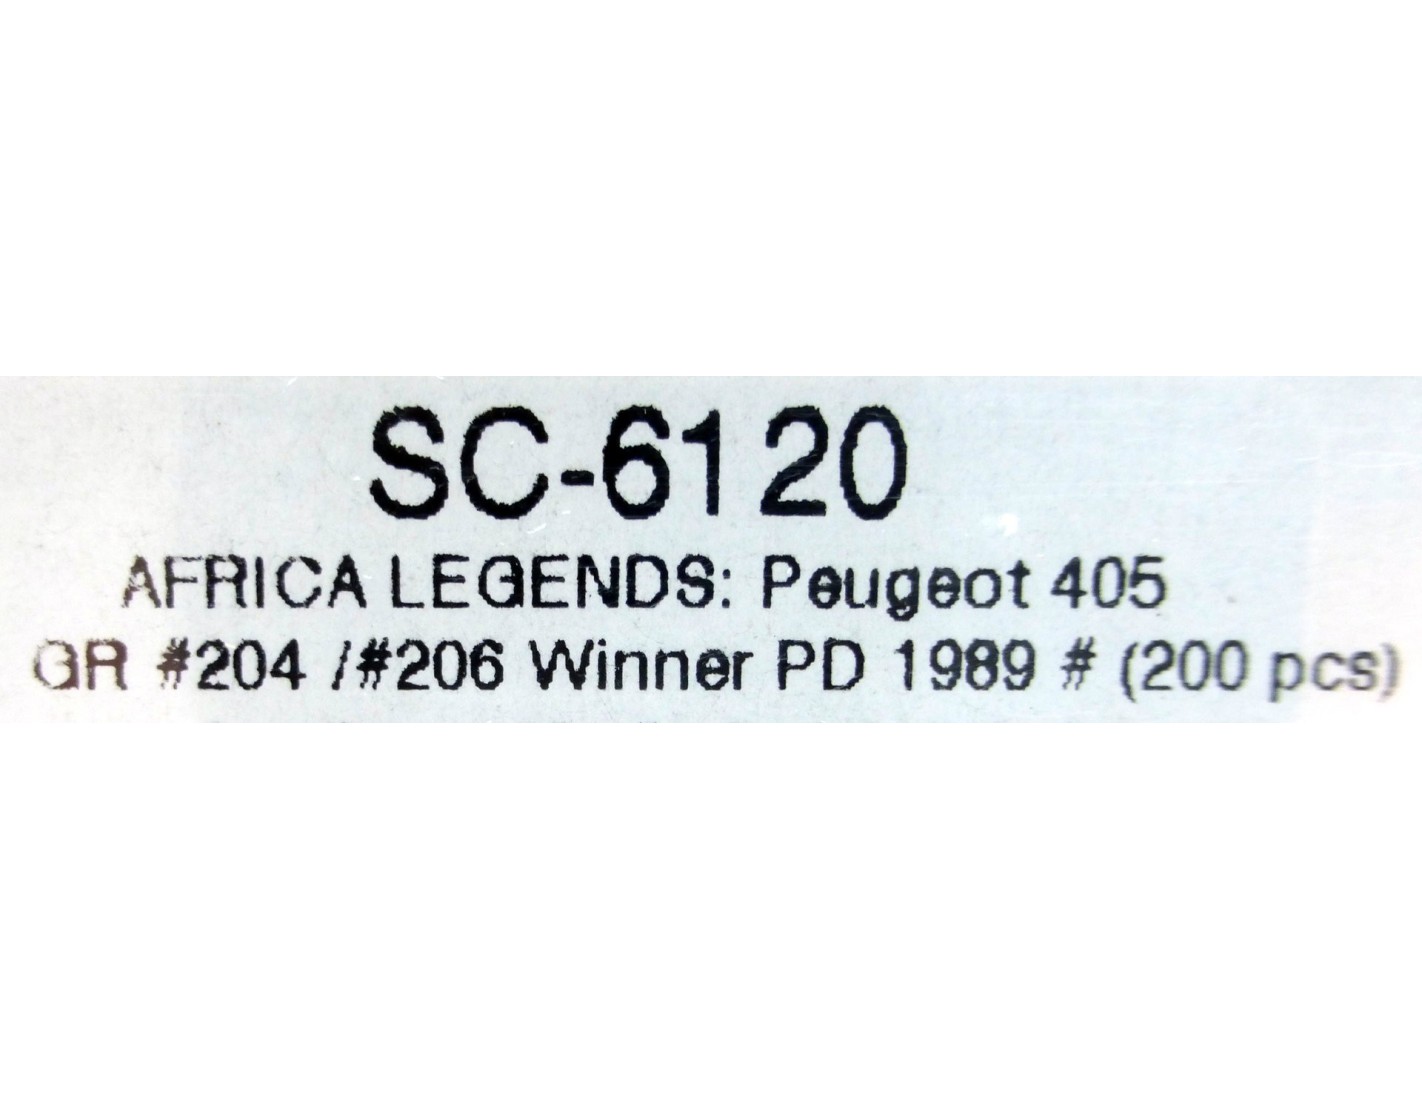 SC-6120
AFRICA LEGENDS: Peugeot 405
GR #204 /#206 Winner PD 1989 # (200 pcs)